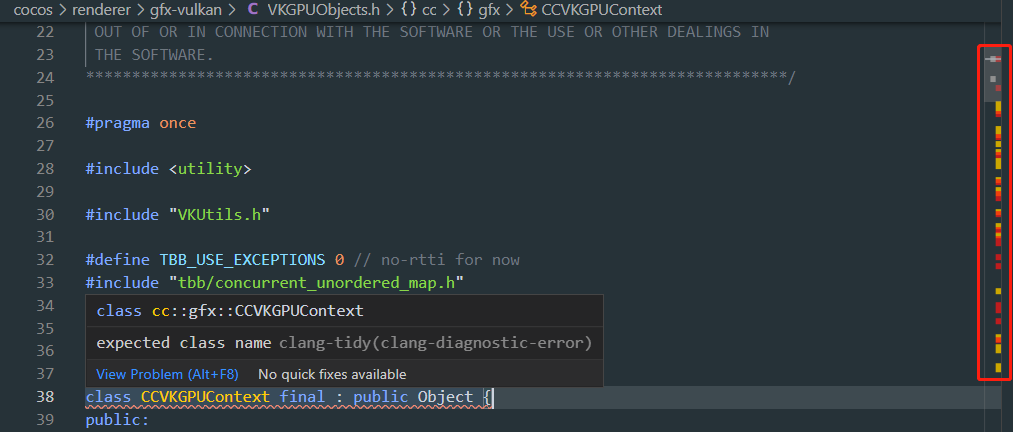 cocos > renderer > gfx-vulkan > C VKGPUObjects.h > {} cc > {} gfx > CCVKGPUContext
22 OUT OF OR IN CONNECTION WITH THE SOFTWARE OR THE USE OR OTHER DEALINGS IN
23 THE SOFTWARE.
24 ****************************************************************************/
25
26 #pragma once
27
28 #include <utility>
29
30 #include "VKUtils.h"
31
32 #define TBB_USE_EXCEPTIONS 0 // no-rtti for now
33 #include "tbb/concurrent_unordered_map.h"
34 class cc::gfx::CCVKGPUContext
35
36 expected class name clang-tidy(clang-diagnostic-error)
37 View Problem (Alt+F8) No quick fixes available
38 class CCVKGPUContext final : public Object {
39 public: